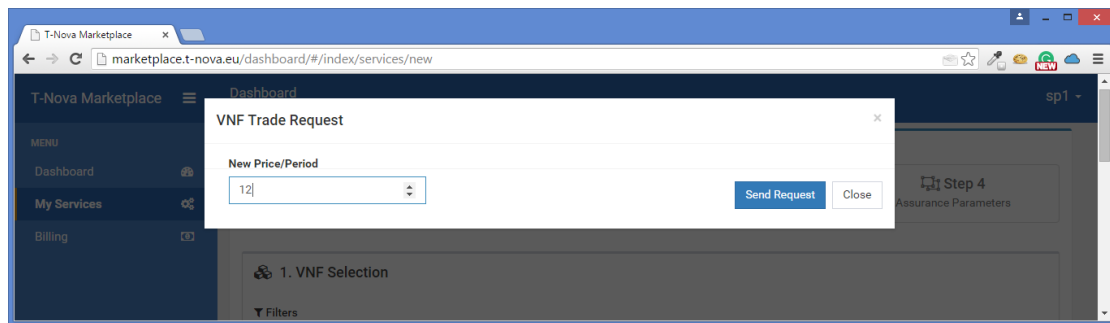 T-Nova Marketplace
marketplace.t-nova.eu/dashboard/#/index/services/new
NEW
T-Nova Marketplace
Dashboard
sp1
VNF Trade Request
×
MENU
Dashboard
My Services
Billing
New Price/Period
12
Send Request
Close
Step 4
Assurance Parameters
1. VNF Selection
Filters